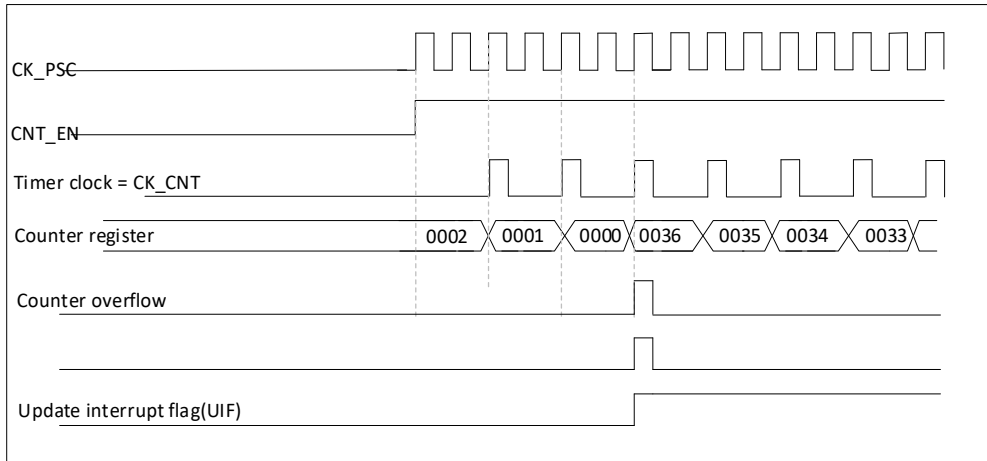 CK_PSC
CNT_EN
Timer clock = CK_CNT
Counter register 0002 0001 0000 0036 0035 0034 0033
Counter overflow
Update interrupt flag(UIF)